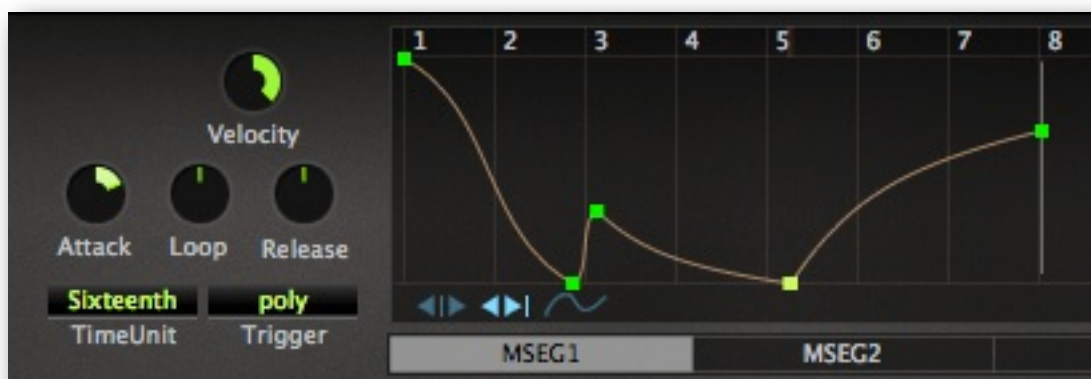 1 2 3 4 5 6 7 8
Velocity
Attack Loop Release
Sixteenth poly
TimeUnit Trigger
MSEG1 MSEG2